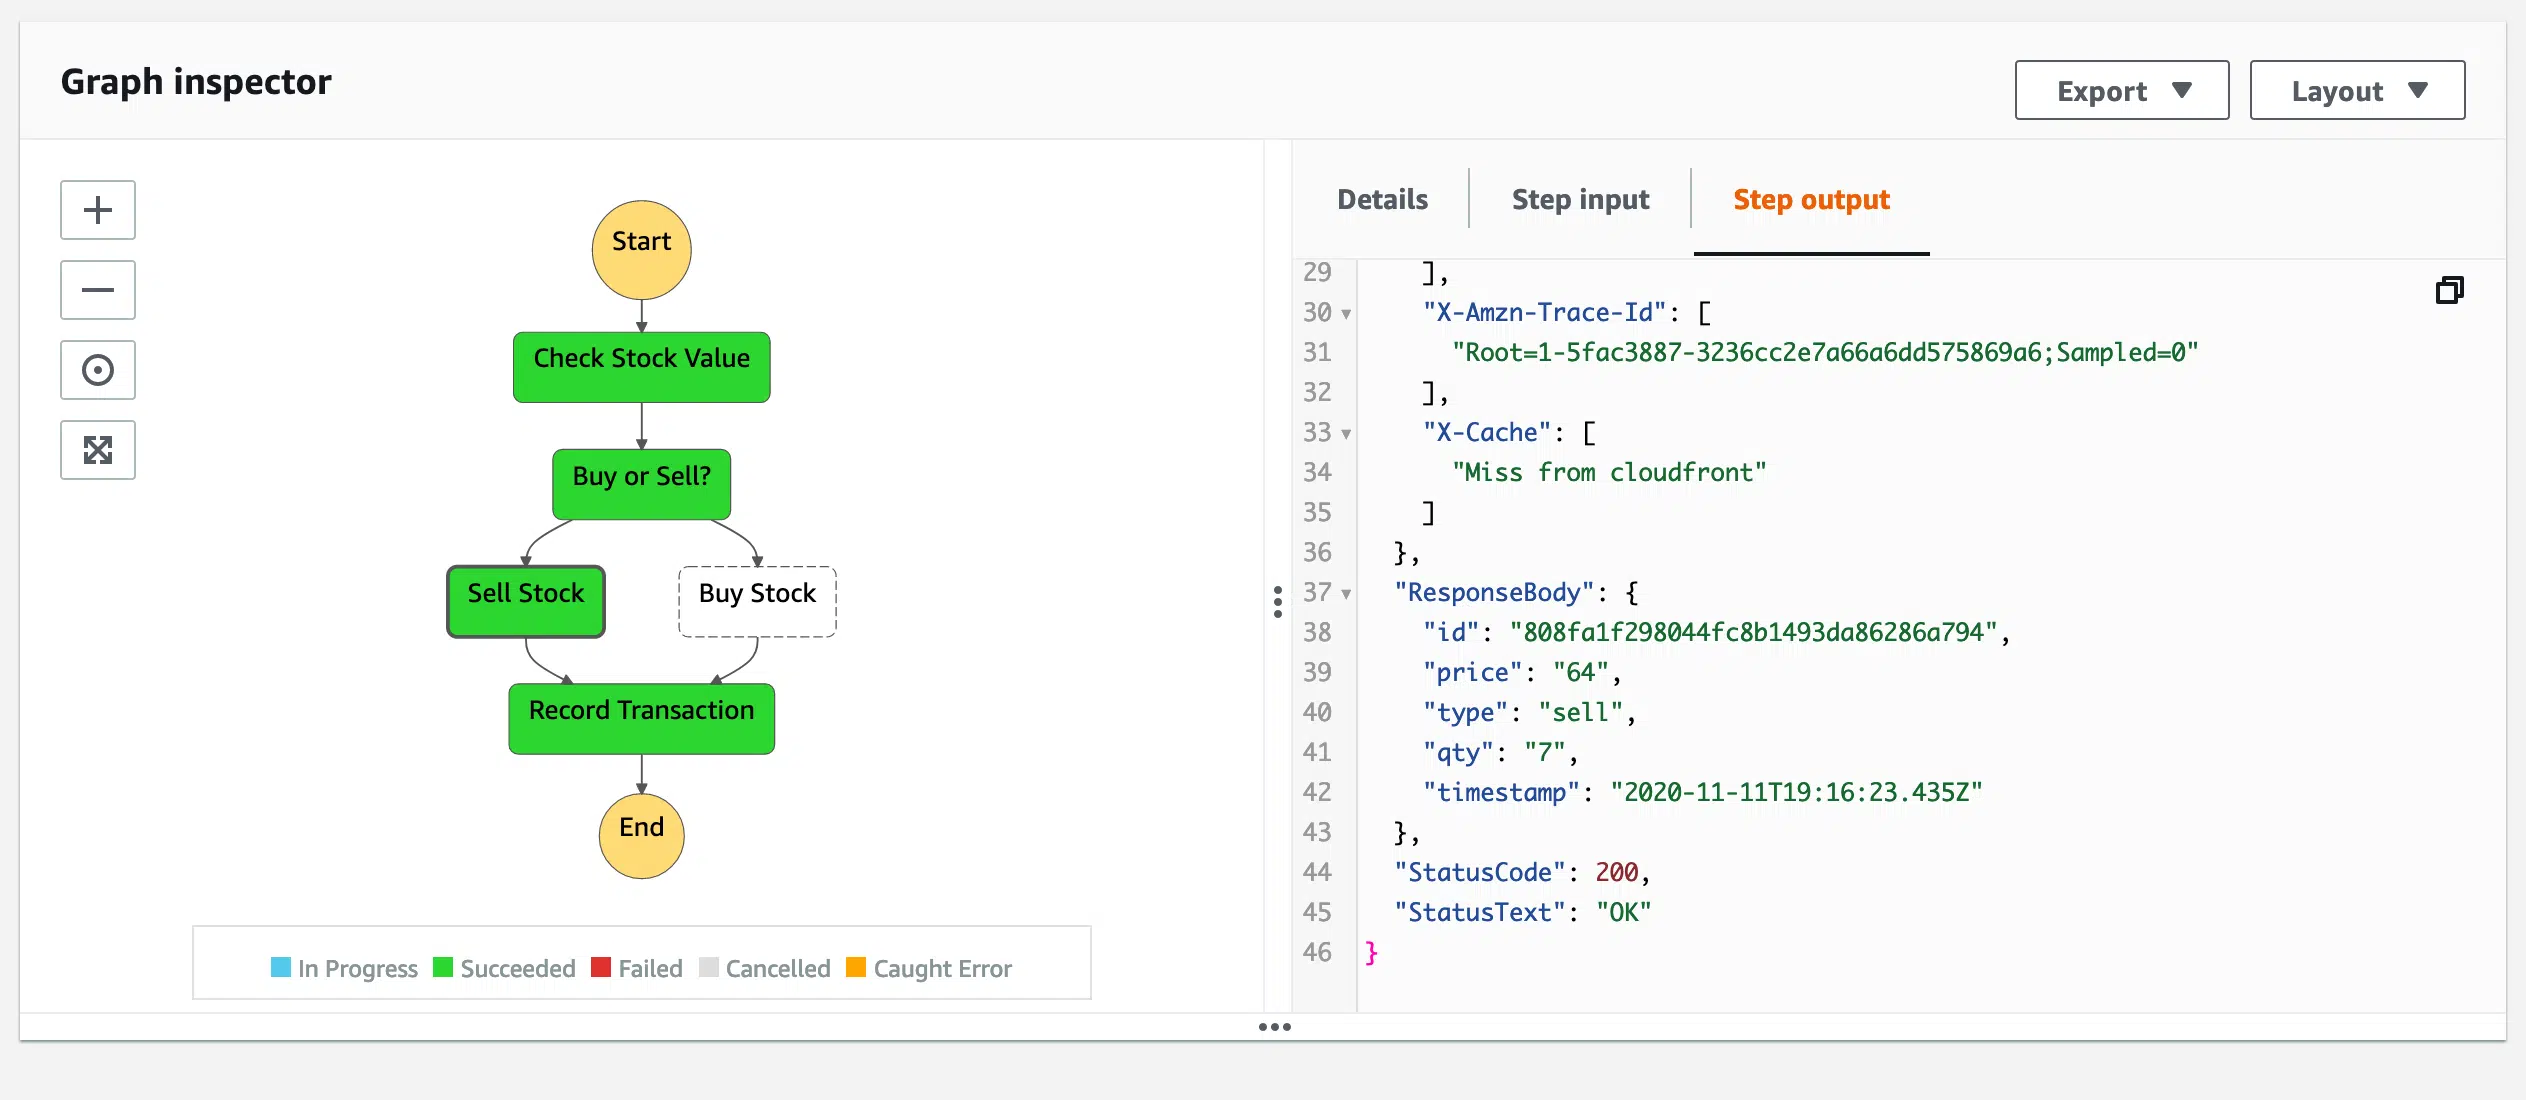 Graph inspector
Export
Layout
Start
Check Stock Value
Buy or Sell?
Sell Stock
Buy Stock
Record Transaction
End
In Progress Succeeded Failed Cancelled Caught Error
Details Step input Step output
29 ],
30 "X-Amzn-Trace-Id": [
31 "Root=1-5fac3887-3236cc2e7a66a6dd575869a6;Sampled=0"
32 ],
33 "X-Cache": [
34 "Miss from cloudfront"
35 ]
36 },
37 "ResponseBody": {
38 "id": "808fa1f298044fc8b1493da86286a794",
39 "price": "64",
40 "type": "sell",
41 "qty": "7",
42 "timestamp": "2020-11-11T19:16:23.435Z"
43 },
44 "StatusCode": 200,
45 "StatusText": "OK"
46 }